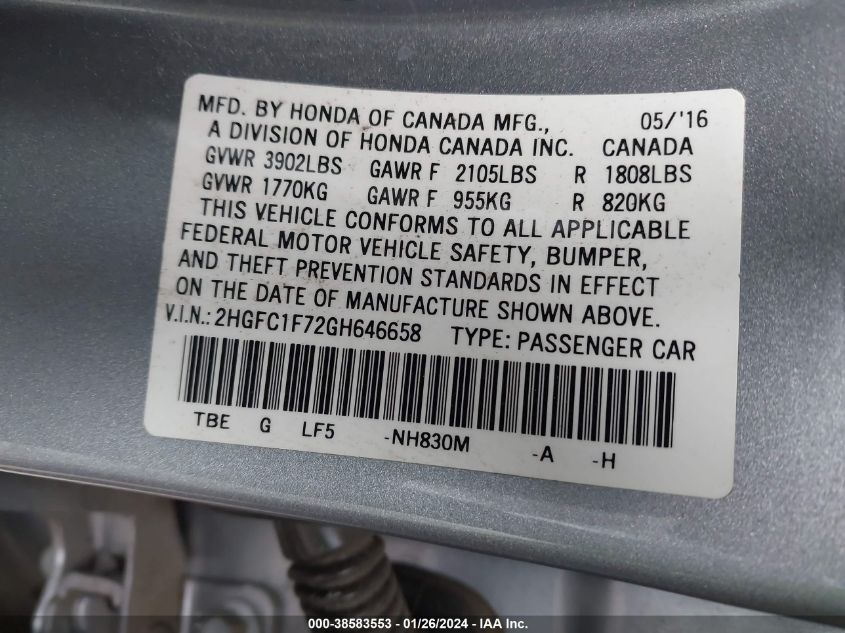 MFD. BY HONDA OF CANADA MFG., 05/'16
A DIVISION OF HONDA CANADA INC. CANADA
GVWR 3902LBS GAWR F 2105LBS R 1808LBS
GVWR 1770KG GAWR F 955KG R 820KG
THIS VEHICLE CONFORMS TO ALL APPLICABLE
FEDERAL MOTOR VEHICLE SAFETY, BUMPER,
AND THEFT PREVENTION STANDARDS IN EFFECT
ON THE DATE OF MANUFACTURE SHOWN ABOVE.
V.I.N.: 2HGFC1F72GH646658 TYPE: PASSENGER CAR
TBE G LF5 -NH830M -A -H
000-38583553 / 01/26/2024 / IAA Inc.